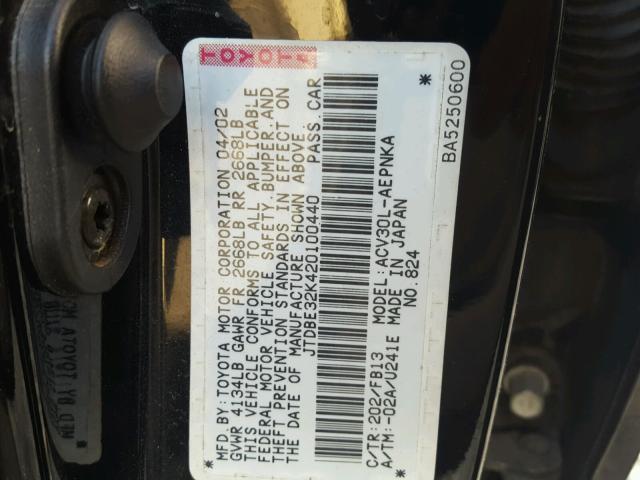 TOYOTA
MFD BY:TOYOTA MOTOR CORPORATION 04/02
GVWR 4134LB GAWR FR 2668LB RR 2668LB
THIS VEHICLE CONFORMS TO ALL APPLICABLE
FEDERAL MOTOR VEHICLE SAFETY,BUMPER,AND
THEFT PREVENTION STANDARDS IN EFFECT ON
THE DATE OF MANUFACTURE SHOWN ABOVE.
JTDBE32K420100440 PASS.CAR
C/TR:202/FB13 MODEL:ACV30L-AEPNKA
A/TM:-02A/U241E MADE IN JAPAN
NO.824
BA5250600
MFD BY: